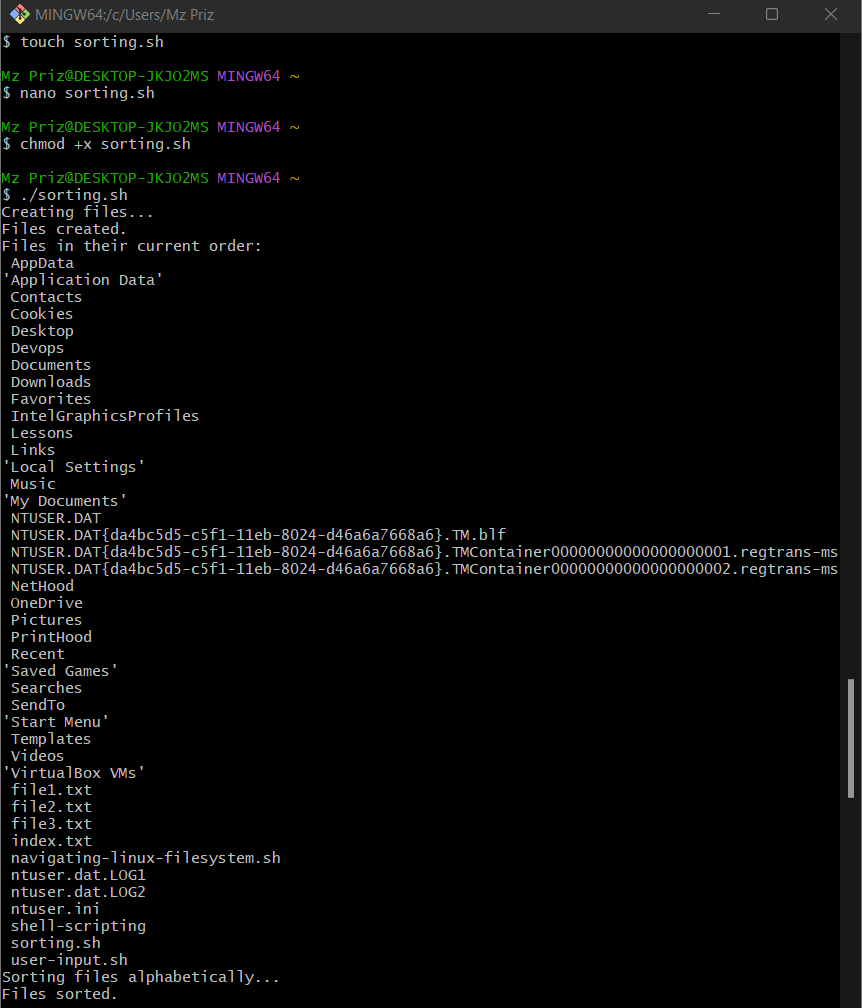 MINGW64:/c/Users/Mz Priz
$ touch sorting.sh
Mz Priz@DESKTOP-JKJO2MS MINGW64 ~
$ nano sorting.sh
Mz Priz@DESKTOP-JKJO2MS MINGW64 ~
$ chmod +x sorting.sh
Mz Priz@DESKTOP-JKJO2MS MINGW64 ~
$ ./sorting.sh
Creating files...
Files created.
Files in their current order:
AppData
'Application Data'
Contacts
Cookies
Desktop
Devops
Documents
Downloads
Favorites
IntelGraphicsProfiles
Lessons
Links
'Local Settings'
Music
'My Documents'
NTUSER.DAT
NTUSER.DAT{da4bc5d5-c5f1-11eb-8024-d46a6a7668a6}.TM.blf
NTUSER.DAT{da4bc5d5-c5f1-11eb-8024-d46a6a7668a6}.TMContainer00000000000000000001.regtrans-ms
NTUSER.DAT{da4bc5d5-c5f1-11eb-8024-d46a6a7668a6}.TMContainer00000000000000000002.regtrans-ms
NetHood
OneDrive
Pictures
PrintHood
Recent
'Saved Games'
Searches
SendTo
'Start Menu'
Templates
Videos
'VirtualBox VMs'
file1.txt
file2.txt
file3.txt
index.txt
navigating-linux-filesystem.sh
ntuser.dat.LOG1
ntuser.dat.LOG2
ntuser.ini
shell-scripting
sorting.sh
user-input.sh
Sorting files alphabetically...
Files sorted.